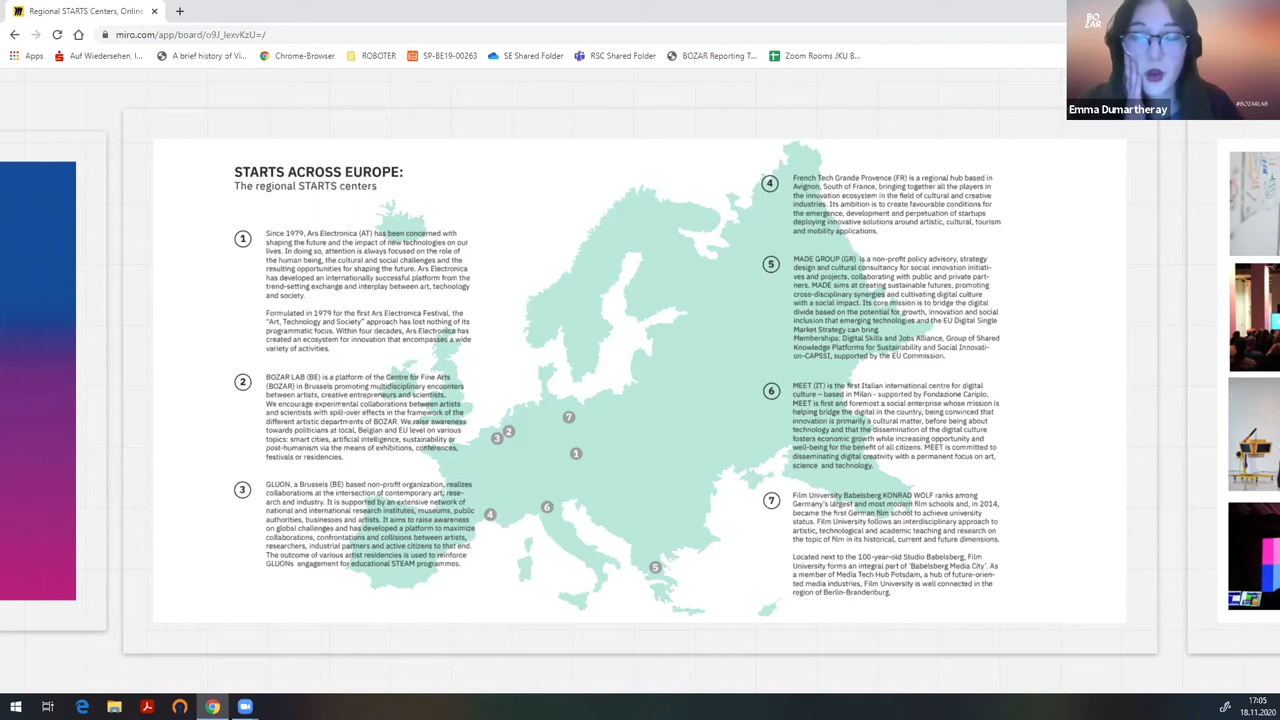 Regional STARTS Centers, Online
miro.com/app/board/o9J_lexvKzU=/
Apps
Auf Wiedersehen, I...
A brief history of Vi...
Chrome-Browser
ROBOTER
SP-BE19-00263
SE Shared Folder
RSC Shared Folder
BOZAR Reporting T...
Zoom Rooms JKU B...
BO
ZAR
Emma Dumartheray
#BOZARLAB
STARTS ACROSS EUROPE:
The regional STARTS centers
1
Since 1979, Ars Electronica (AT) has been concerned with
shaping the future and the impact of new technologies on our
lives. In doing so, attention is always focused on the role of
the human being, the cultural and social challenges and the
resulting opportunities for shaping the future. Ars Electronica
has developed an internationally successful platform from the
trend-setting exchange and interplay between art, technology
and society.
Formulated in 1979 for the first Ars Electronica Festival, the
"Art, Technology and Society" approach has lost nothing of its
programmatic focus. Within four decades, Ars Electronica has
created an ecosystem for innovation that encompasses a wide
variety of activities.
2
BOZAR LAB (BE) is a platform of the Centre for Fine Arts
(BOZAR) in Brussels promoting multidisciplinary encounters
between artists, creative entrepreneurs and scientists.
We encourage experimental collaborations between artists
and scientists with spill-over effects in the framework of the
different artistic departments of BOZAR. We raise awareness
towards politicians at local, Belgian and EU level on various
topics: smart cities, artificial intelligence, sustainability or
post-humanism via the means of exhibitions, conferences,
festivals or residencies.
3
GLUON, a Brussels (BE) based non-profit organization, realizes
collaborations at the intersection of contemporary art, rese-
arch and industry. It is supported by an extensive network of
national and international research institutes, museums, public
authorities, businesses and artists. It aims to raise awareness
on global challenges and has developed a platform to maximize
collaborations, confrontations and collisions between artists,
researchers, industrial partners and active citizens to that end.
The outcome of various artist residencies is used to reinforce
GLUONs engagement for educational STEAM programmes.
7
3 2
1
4 6
5
4
French Tech Grande Provence (FR) is a regional hub based in
Avignon, South of France, bringing together all the players in
the innovation ecosystem in the field of cultural and creative
industries. Its ambition is to create favourable conditions for
the emergence, development and perpetuation of startups
deploying innovative solutions around artistic, cultural, tourism
and mobility applications.
5
MADE GROUP (GR) is a non-profit policy advisory, strategy
design and cultural consultancy for social innovation initiati-
ves and projects, collaborating with public and private part-
ners. MADE aims at creating sustainable futures, promoting
cross-disciplinary synergies and cultivating digital culture
with a social impact. Its core mission is to bridge the digital
divide based on the potential for growth, innovation and social
inclusion that emerging technologies and the EU Digital Single
Market Strategy can bring.
Memberships: Digital Skills and Jobs Alliance, Group of Shared
Knowledge Platforms for Sustainability and Social Innovati-
on-CAPSSI, supported by the EU Commission.
6
MEET (IT) is the first Italian international centre for digital
culture – based in Milan - supported by Fondazione Cariplo.
MEET is first and foremost a social enterprise whose mission is
helping bridge the digital in the country, being convinced that
innovation is primarily a cultural matter, before being about
technology and that the dissemination of the digital culture
fosters economic growth while increasing opportunity and
well-being for the benefit of all citizens. MEET is committed to
disseminating digital creativity with a permanent focus on art,
science and technology.
7
Film University Babelsberg KONRAD WOLF ranks among
Germany's largest and most modern film schools and, in 2014,
became the first German film school to achieve university
status. Film University follows an interdisciplinary approach to
artistic, technological and academic teaching and research on
the topic of film in its historical, current and future dimensions.
Located next to the 100-year-old Studio Babelsberg, Film
University forms an integral part of 'Babelsberg Media City'. As
a member of Media Tech Hub Potsdam, a hub of future-orien-
ted media industries, Film University is well connected in the
region of Berlin-Brandenburg.
17:05
18.11.2020